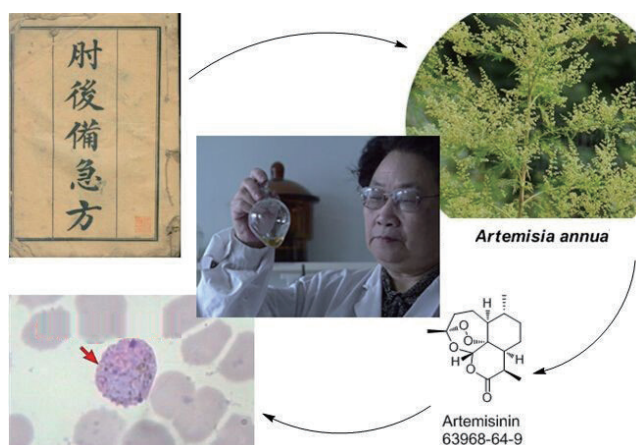 肘後備急方
Artemisia annua
H
H
H
O
O
O
O
O
Artemisinin
63968-64-9